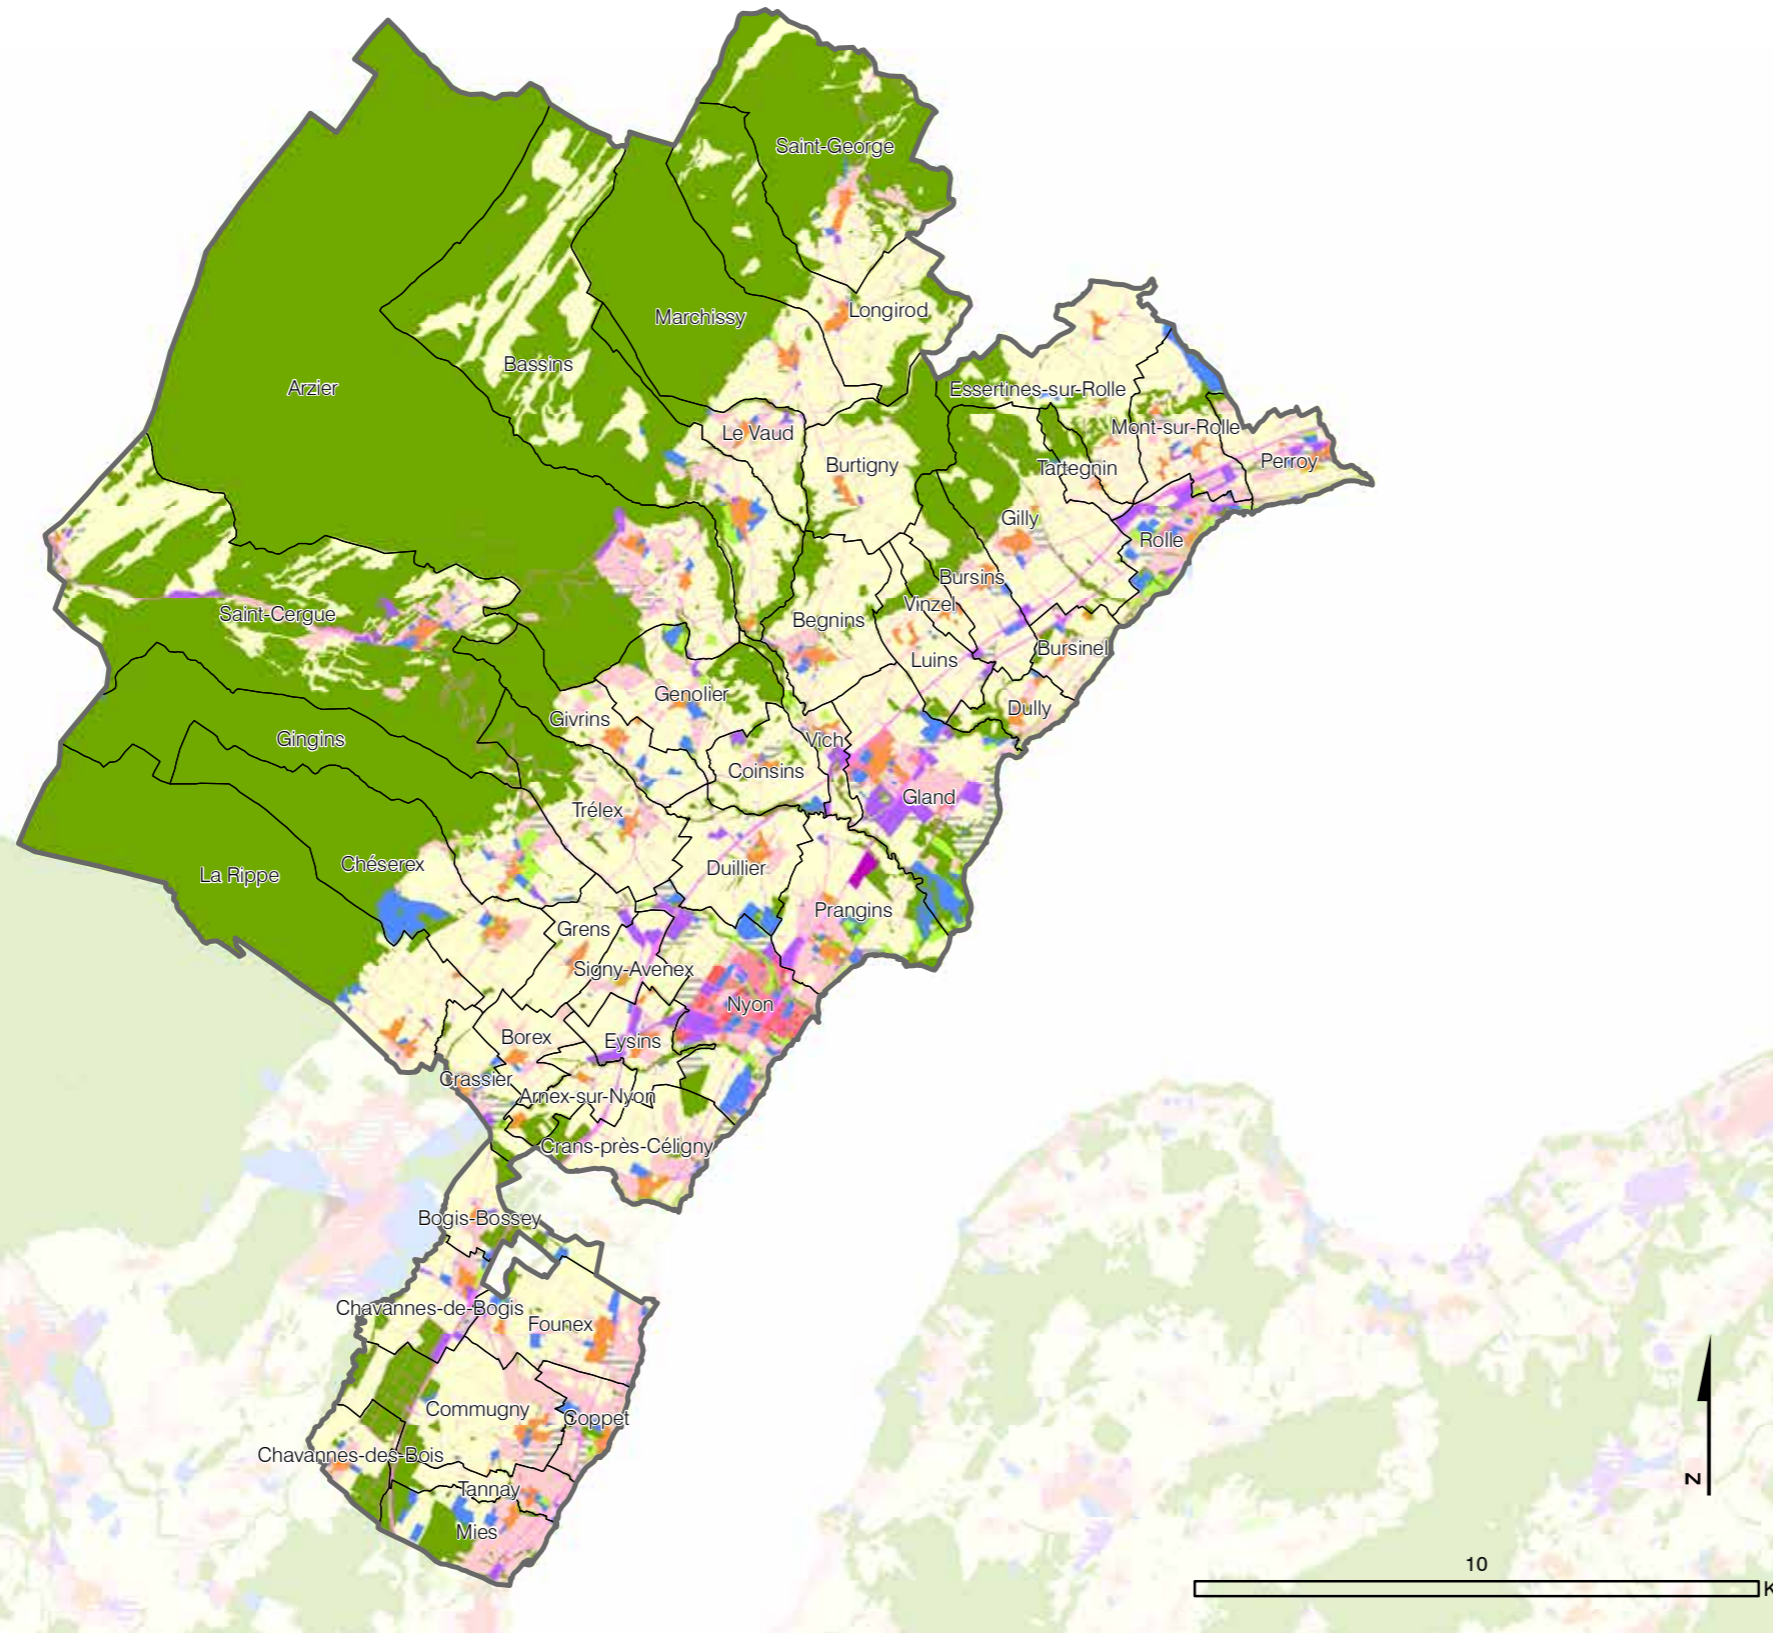 Saint-George
Longirod
Marchissy
Bassins
Arzier
Essertines-sur-Rolle
Mont-sur-Rolle
Le Vaud
Burtigny
Tartegnin
Perroy
Gilly
Rolle
Bursins
Vinzel
Saint-Cergue
Begnins
Luins
Bursinel
Genolier
Dully
Givrins
Gingins
Vich
Coinsins
Gland
Trélex
Chéserex
La Rippe
Duillier
Prangins
Grens
Signy-Avenex
Nyon
Borex
Eysins
Crassier
Arnex-sur-Nyon
Crans-près-Céligny
Bogis-Bossey
Chavannes-de-Bogis
Founex
Commugny
Coppet
Chavannes-des-Bois
Tannay
Mies
N
10
K